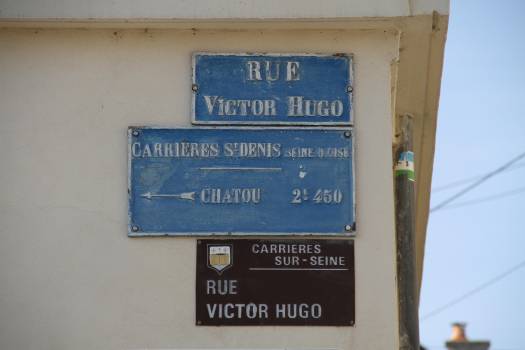 RUE
VICTOR HUGO
CARRIÈRES ST DENIS SEINE & OISE
CHATOU 2K 450
CARRIERES
SUR-SEINE
RUE
VICTOR HUGO